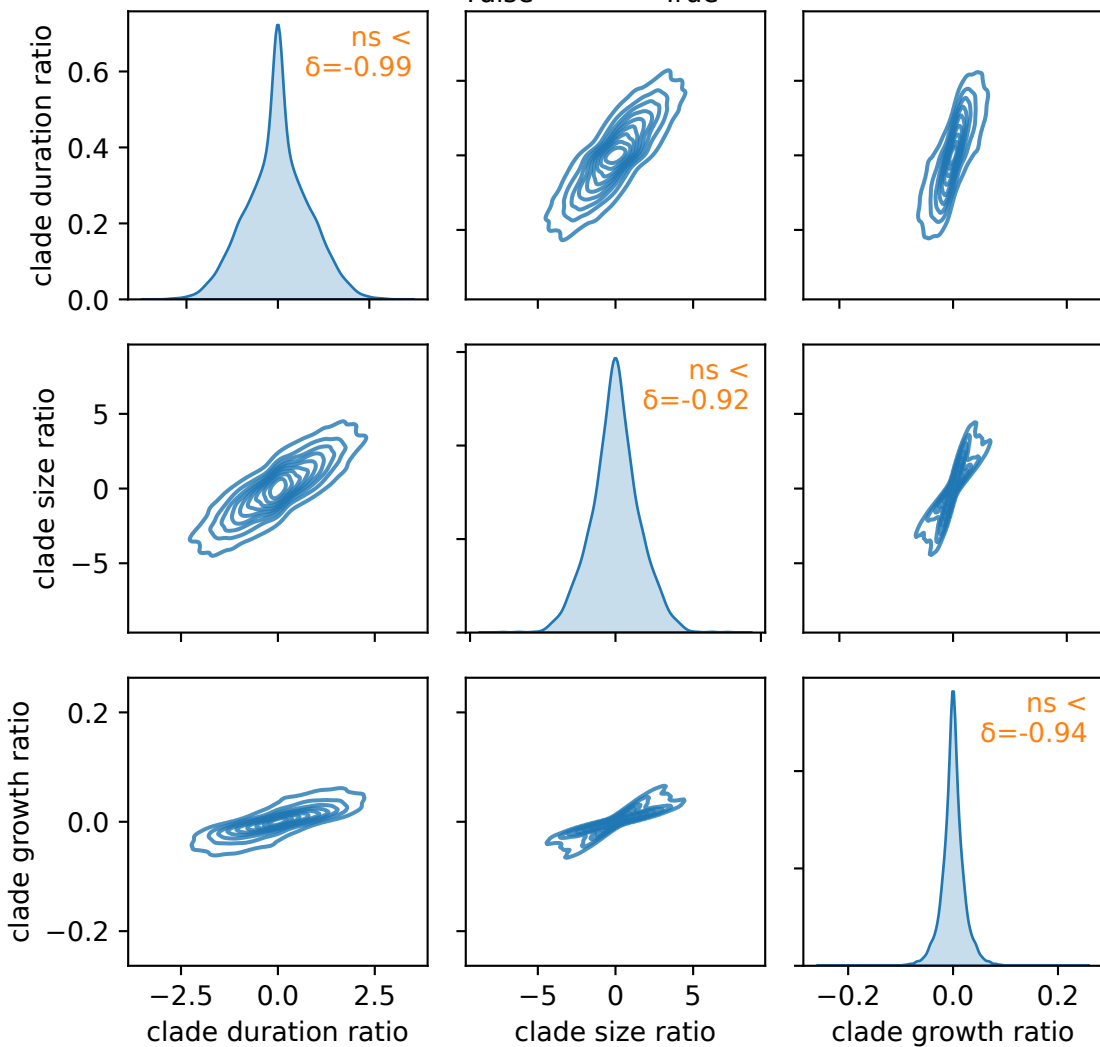 clade duration ratio
0.6
0.4
0.2
0.0
ns <
δ=-0.99
clade size ratio
5
0
−5
ns <
δ=-0.92
clade growth ratio
0.2
0.0
−0.2
ns <
δ=-0.94
−2.5 0.0 2.5
−5 0 5
−0.2 0.0 0.2
clade duration ratio
clade size ratio
clade growth ratio